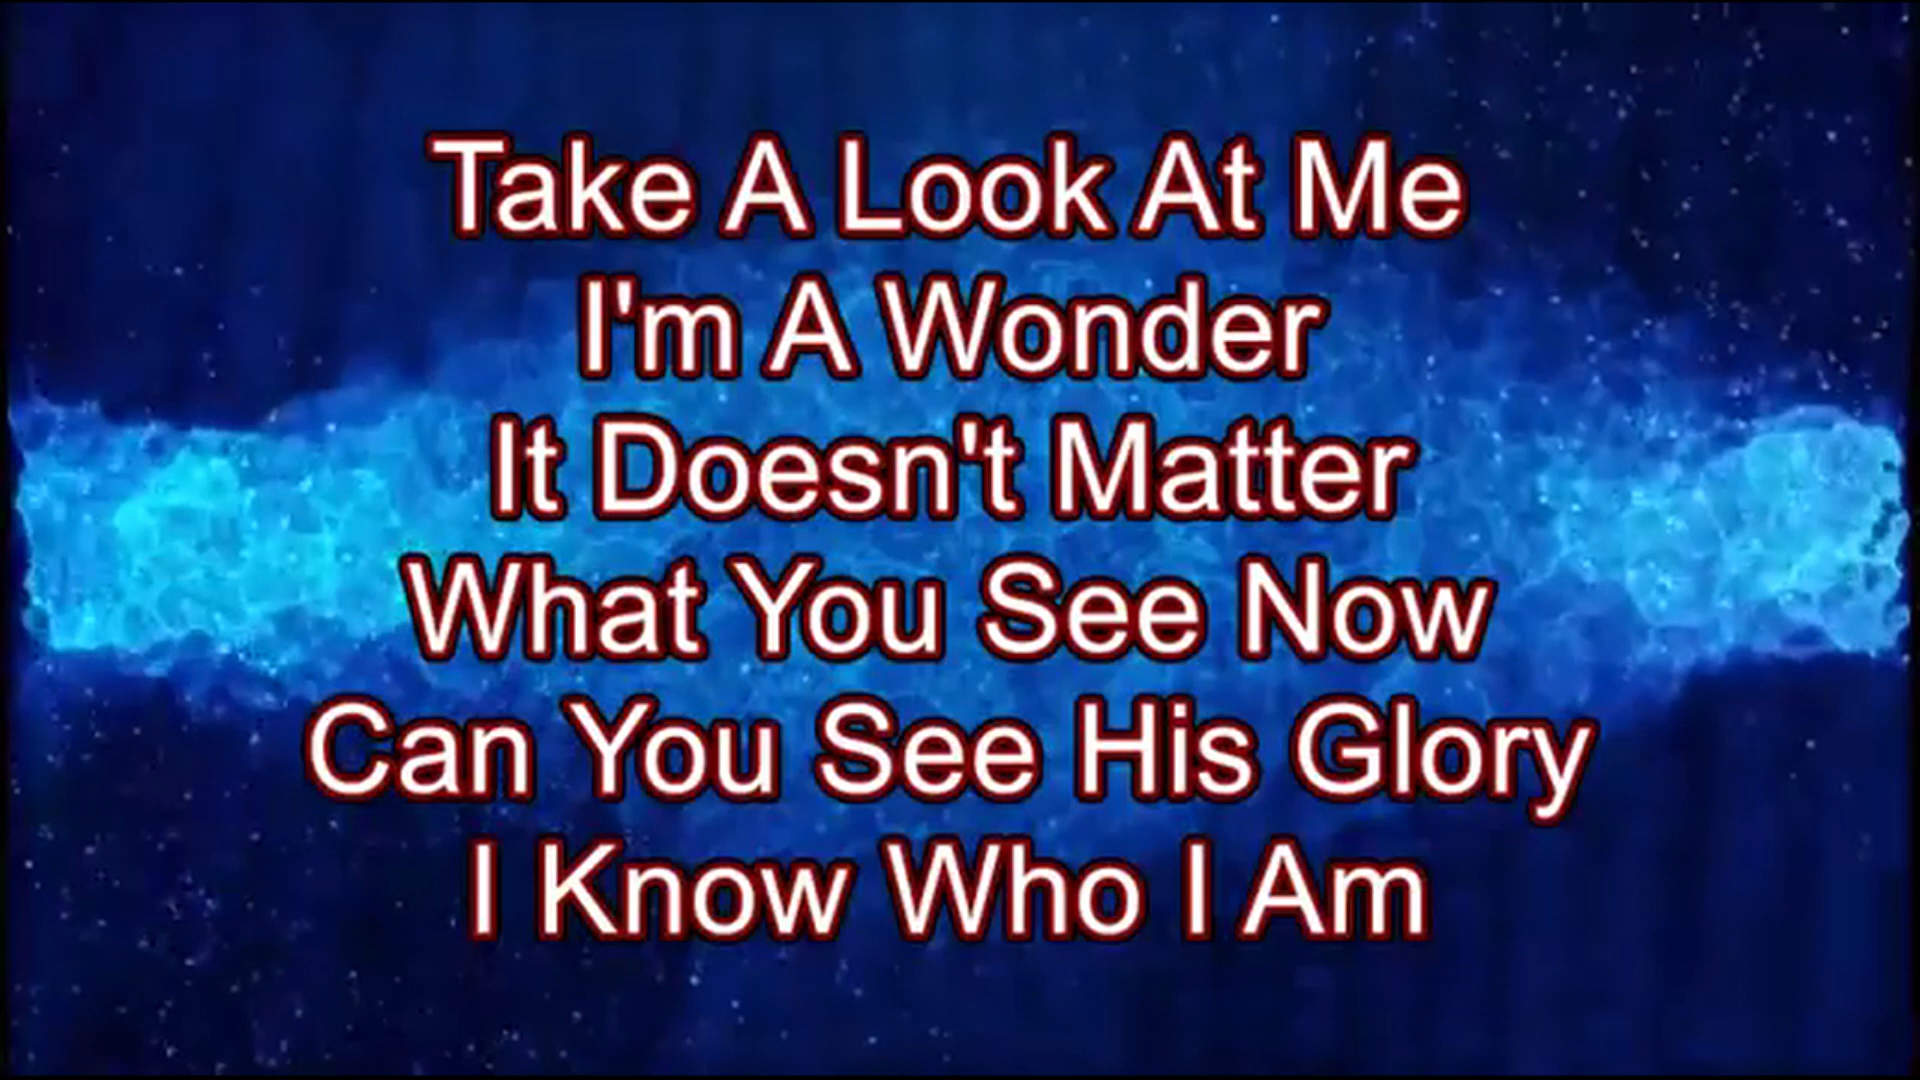 Take A Look At Me
I'm A Wonder
It Doesn't Matter
What You See Now
Can You See His Glory
I Know Who I Am